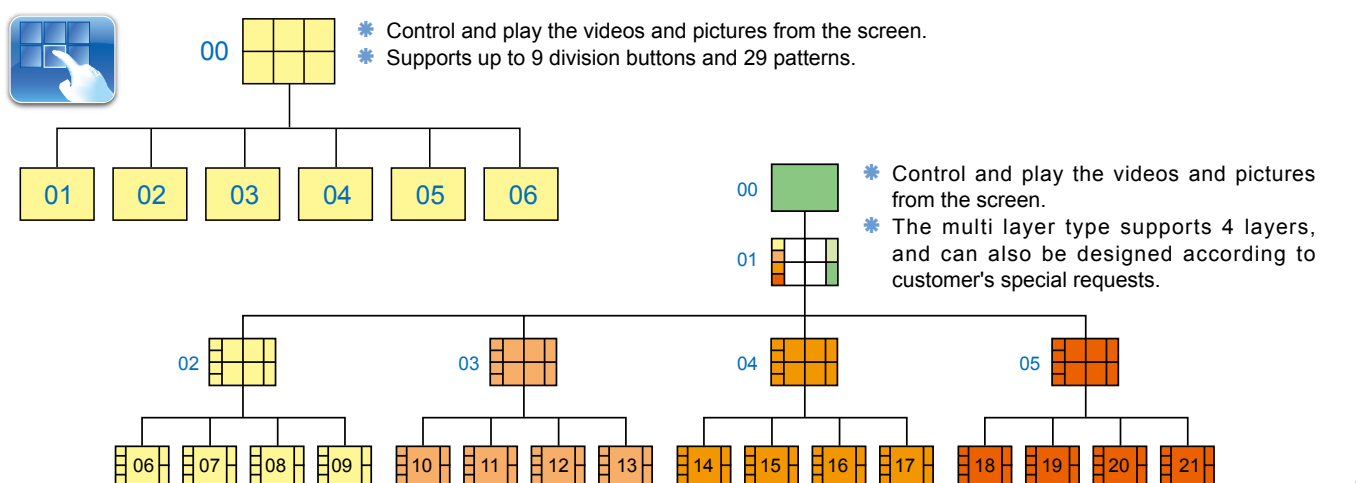 00
✱ Control and play the videos and pictures from the screen.
✱ Supports up to 9 division buttons and 29 patterns.
01 02 03 04 05 06
00
✱ Control and play the videos and pictures
from the screen.
✱ The multi layer type supports 4 layers,
and can also be designed according to
customer's special requests.
01
02 03 04 05
06 07 08 09 10 11 12 13 14 15 16 17 18 19 20 21